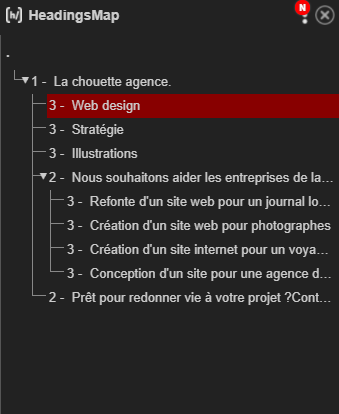 [h/] HeadingsMap
N
.
1 - La chouette agence.
3 - Web design
3 - Stratégie
3 - Illustrations
2 - Nous souhaitons aider les entreprises de la…
3 - Refonte d'un site web pour un journal lo…
3 - Création d'un site web pour photographes
3 - Création d'un site internet pour un voya…
3 - Conception d'un site pour une agence d…
2 - Prêt pour redonner vie à votre projet ?Cont…